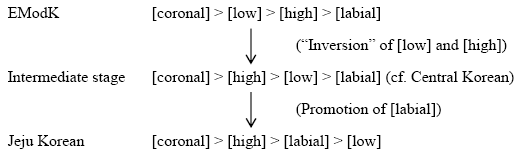 EModK [coronal] > [low] > [high] > [labial]
(“Inversion” of [low] and [high])
Intermediate stage [coronal] > [high] > [low] > [labial] (cf. Central Korean)
(Promotion of [labial])
Jeju Korean [coronal] > [high] > [labial] > [low]